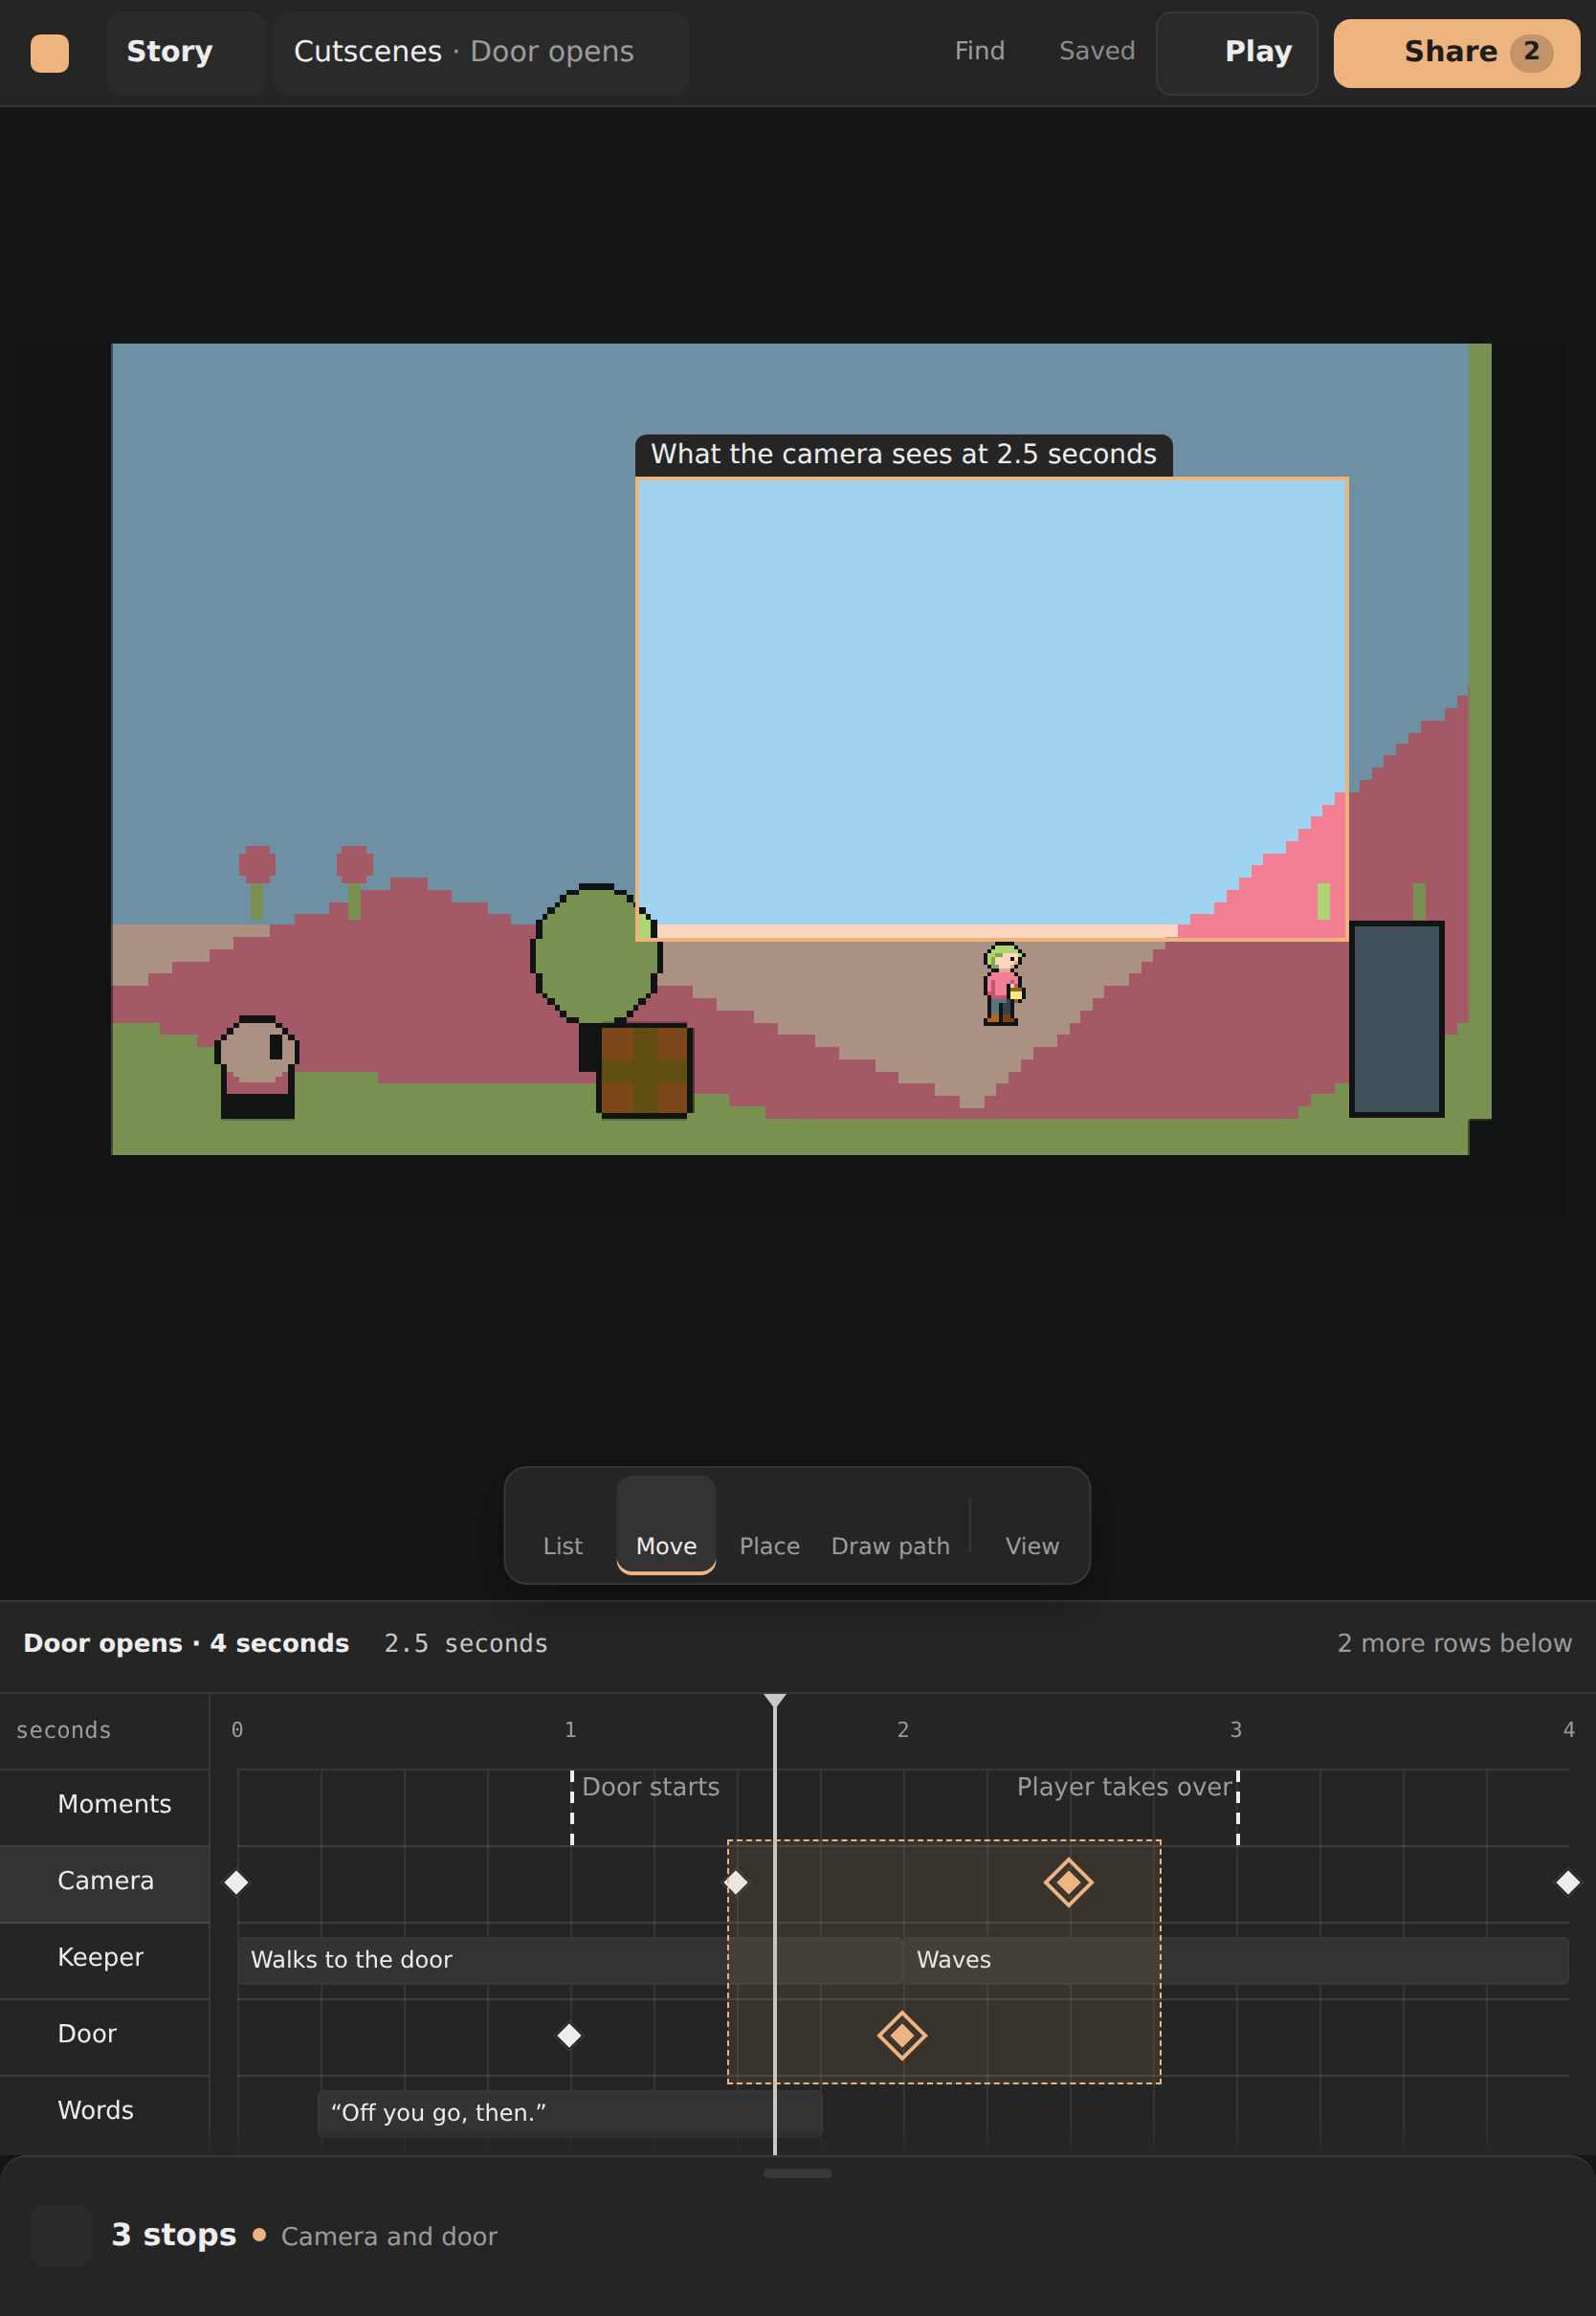 Story
Cutscenes · Door opens
Find
Saved
Play
Share 2
What the camera sees at 2.5 seconds
List
Move
Place
Draw path
View
Door opens · 4 seconds
2.5 seconds
2 more rows below
seconds
0
1
2
3
4
Moments
Door starts
Player takes over
Camera
Keeper
Walks to the door
Waves
Door
Words
“Off you go, then.”
3 stops
Camera and door